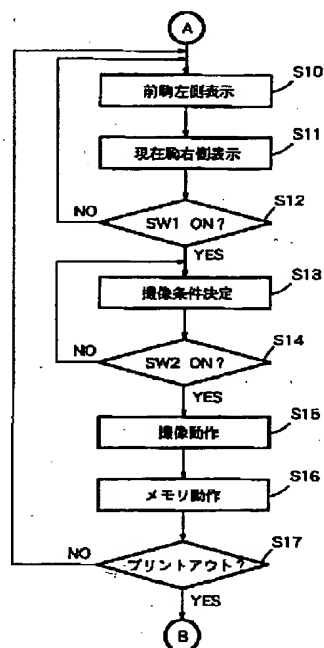 A
前駒左側表示
S10
現在駒右側表示
S11
SW1 ON?
S12
NO
YES
撮像条件決定
S13
SW2 ON?
S14
NO
YES
撮像動作
S15
メモリ動作
S16
プリントアウト?
S17
NO
YES
B